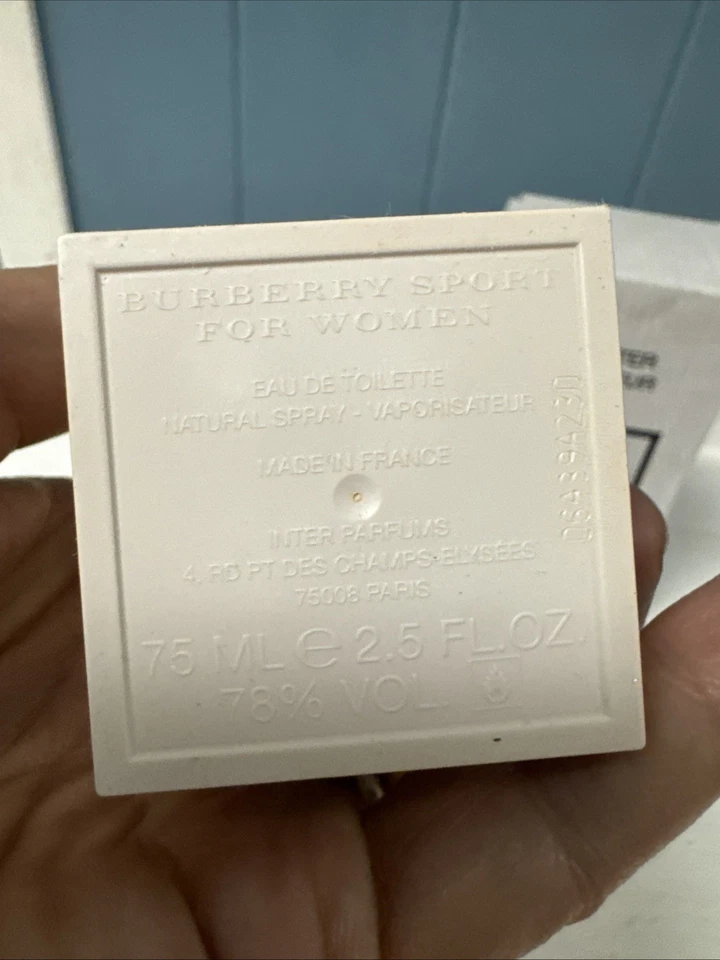 BURBERRY SPORT
FOR WOMEN
EAU DE TOILETTE
NATURAL SPRAY - VAPORISATEUR
MADE IN FRANCE
INTER PARFUMS
4, RD PT DES CHAMPS-ELYSÉES
75008 PARIS
75 ML e 2.5 FL.OZ.
78% VOL.